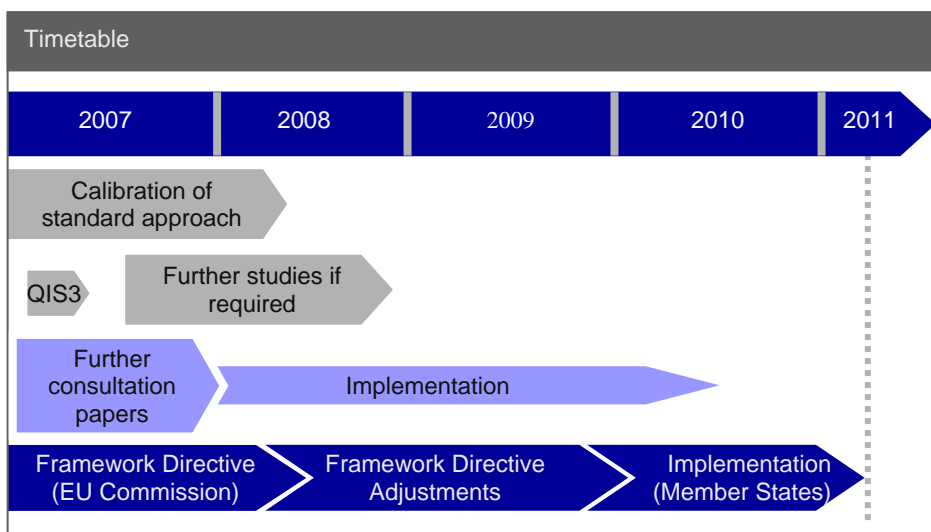 Timetable
2007 2008 2009 2010 2011
Calibration of
standard approach
QIS3
Further studies if
required
Further
consultation
papers
Implementation
Framework Directive
(EU Commission)
Framework Directive
Adjustments
Implementation
(Member States)